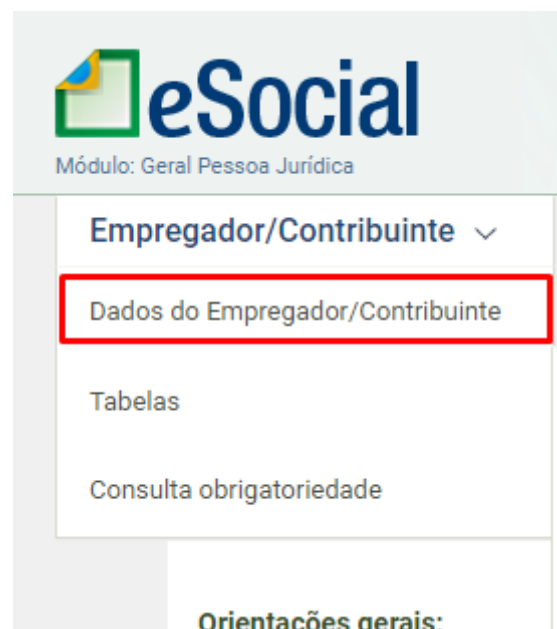 eSocial
Módulo: Geral Pessoa Jurídica
Empregador/Contribuinte
Dados do Empregador/Contribuinte
Tabelas
Consulta obrigatoriedade
Orientações gerais: